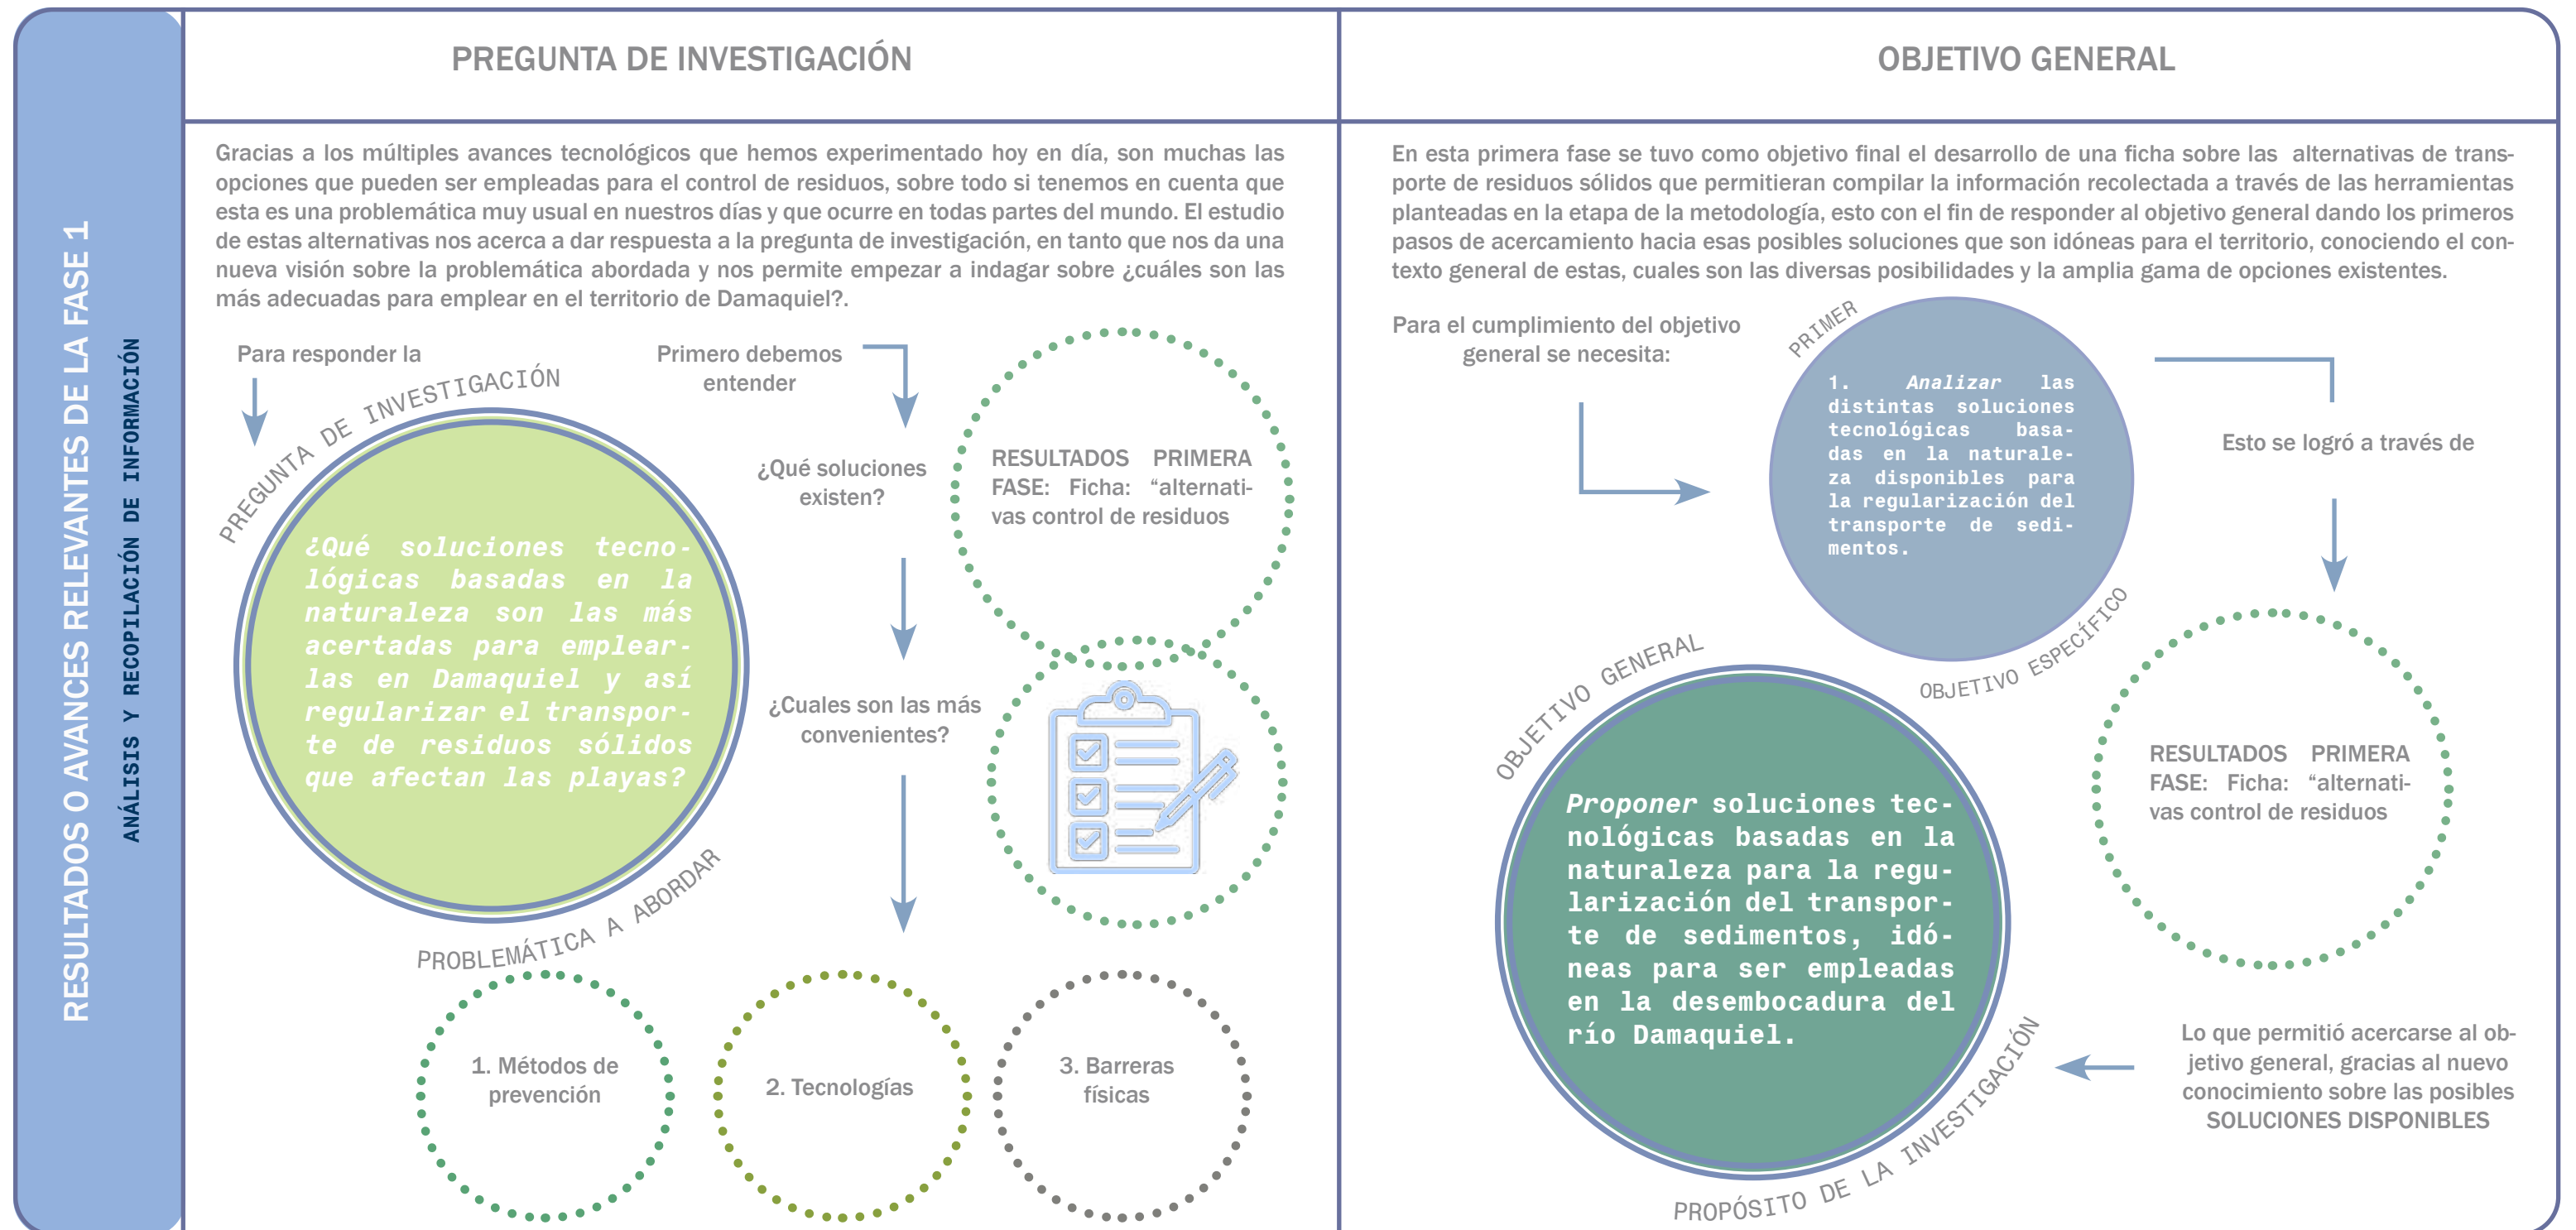 RESULTADOS O AVANCES RELEVANTES DE LA FASE 1
ANÁLISIS Y RECOPILACIÓN DE INFORMACIÓN
PREGUNTA DE INVESTIGACIÓN
Gracias a los múltiples avances tecnológicos que hemos experimentado hoy en día, son muchas las
opciones que pueden ser empleadas para el control de residuos, sobre todo si tenemos en cuenta que
esta es una problemática muy usual en nuestros días y que ocurre en todas partes del mundo. El estudio
de estas alternativas nos acerca a dar respuesta a la pregunta de investigación, en tanto que nos da una
nueva visión sobre la problemática abordada y nos permite empezar a indagar sobre ¿cuáles son las
más adecuadas para emplear en el territorio de Damaquiel?.
Para responder la
PREGUNTA DE INVESTIGACIÓN
¿Qué soluciones tecno-
lógicas basadas en la
naturaleza son las más
acertadas para emplear-
las en Damaquiel y así
regularizar el transpor-
te de residuos sólidos
que afectan las playas?
PROBLEMÁTICA A ABORDAR
Primero debemos
entender
¿Qué soluciones
existen?
¿Cuales son las más
convenientes?
RESULTADOS PRIMERA
FASE: Ficha: “alternati-
vas control de residuos
1. Métodos de
prevención
2. Tecnologías
3. Barreras
físicas
OBJETIVO GENERAL
En esta primera fase se tuvo como objetivo final el desarrollo de una ficha sobre las alternativas de trans-
porte de residuos sólidos que permitieran compilar la información recolectada a través de las herramientas
planteadas en la etapa de la metodología, esto con el fin de responder al objetivo general dando los primeros
pasos de acercamiento hacia esas posibles soluciones que son idóneas para el territorio, conociendo el con-
texto general de estas, cuales son las diversas posibilidades y la amplia gama de opciones existentes.
Para el cumplimiento del objetivo
general se necesita:
PRIMER
1. Analizar las
distintas soluciones
tecnológicas basa-
das en la naturale-
za disponibles para
la regularización del
transporte de sedi-
mentos.
OBJETIVO ESPECÍFICO
Esto se logró a través de
RESULTADOS PRIMERA
FASE: Ficha: “alternati-
vas control de residuos
OBJETIVO GENERAL
Proponer soluciones tec-
nológicas basadas en la
naturaleza para la regu-
larización del transpor-
te de sedimentos, idó-
neas para ser empleadas
en la desembocadura del
río Damaquiel.
PROPÓSITO DE LA INVESTIGACIÓN
Lo que permitió acercarse al ob-
jetivo general, gracias al nuevo
conocimiento sobre las posibles
SOLUCIONES DISPONIBLES